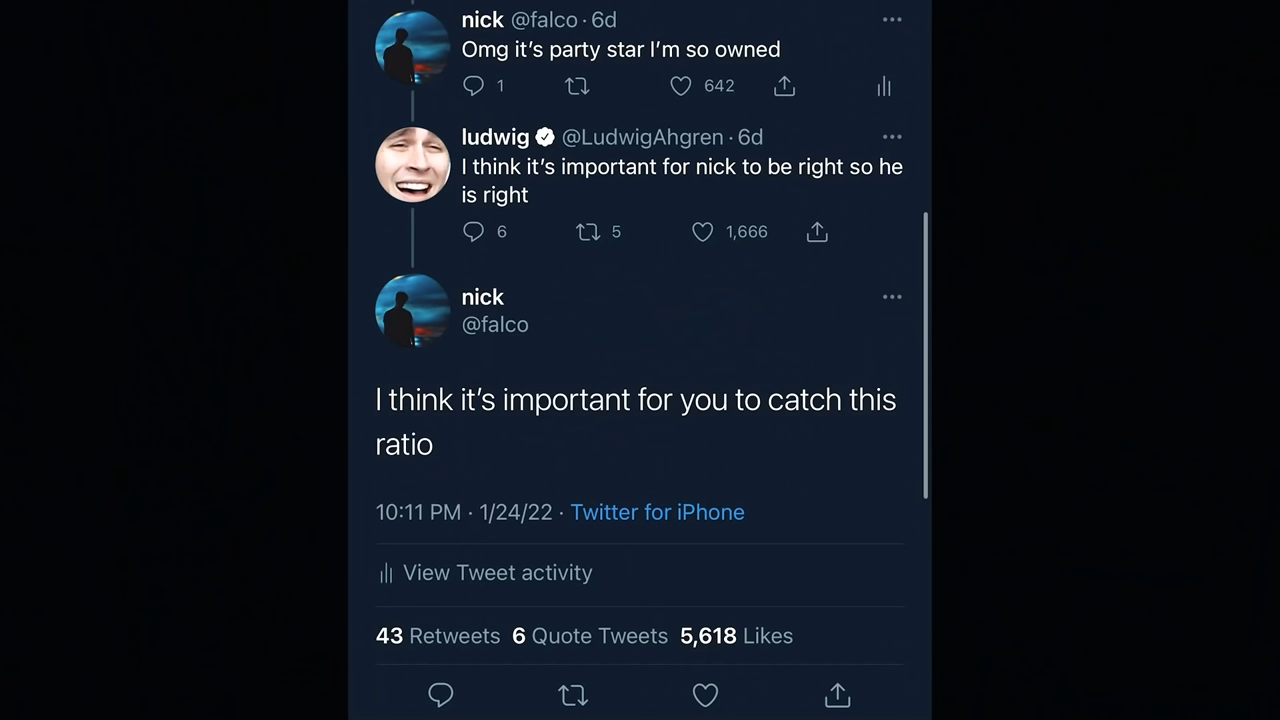 nick @falco · 6d
Omg it’s party star I’m so owned
1 642
ludwig @LudwigAhgren · 6d
I think it’s important for nick to be right so he
is right
6 5 1,666
nick
@falco
I think it’s important for you to catch this
ratio
10:11 PM · 1/24/22 · Twitter for iPhone
View Tweet activity
43 Retweets 6 Quote Tweets 5,618 Likes